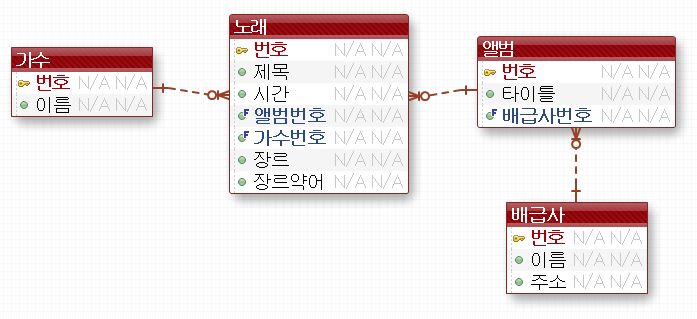 가수
번호 N/A N/A
이름 N/A N/A
노래
번호 N/A N/A
제목 N/A N/A
시간 N/A N/A
F 앨범번호 N/A N/A
F 가수번호 N/A N/A
장르 N/A N/A
장르약어 N/A N/A
앨범
번호 N/A N/A
타이틀 N/A N/A
F 배급사번호 N/A N/A
배급사
번호 N/A N/A
이름 N/A N/A
주소 N/A N/A